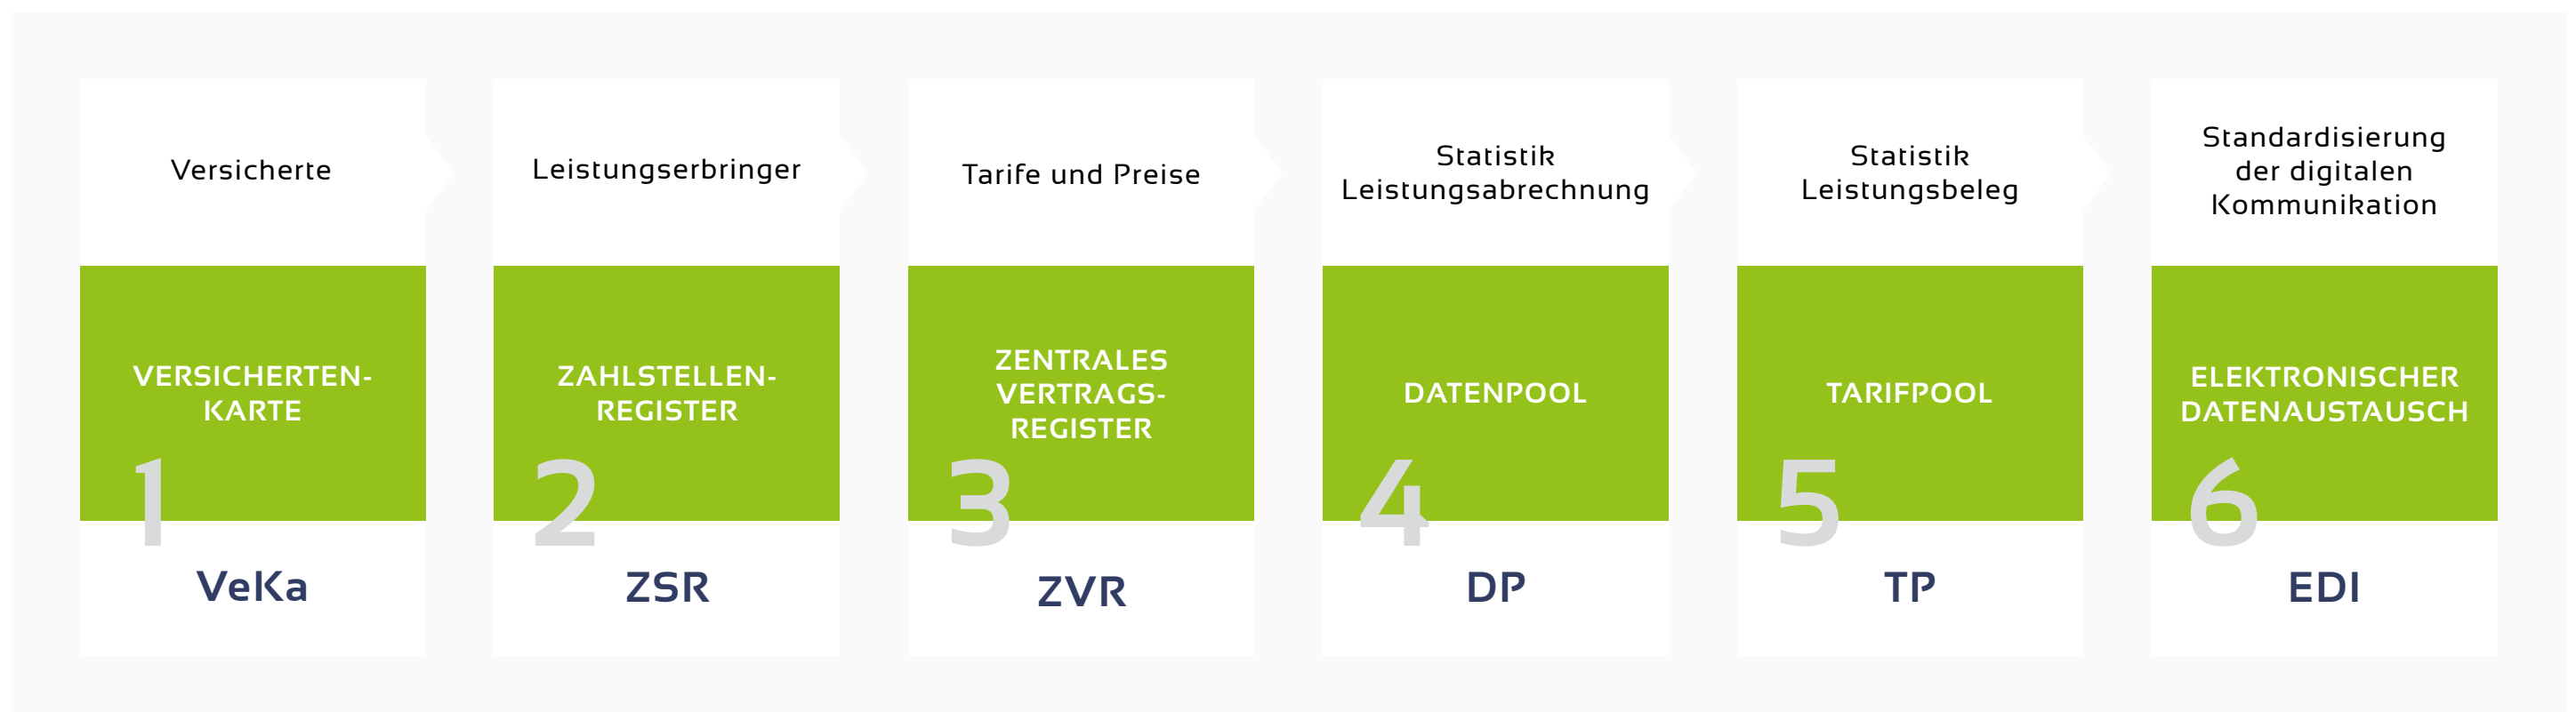 Versicherte
VERSICHERTEN-
KARTE
1
VeKa
Leistungserbringer
ZAHLSTELLEN-
REGISTER
2
ZSR
Tarife und Preise
ZENTRALES
VERTRAGS-
REGISTER
3
ZVR
Statistik
Leistungsabrechnung
DATENPOOL
4
DP
Statistik
Leistungsbeleg
TARIFPOOL
5
TP
Standardisierung
der digitalen
Kommunikation
ELEKTRONISCHER
DATENAUSTAUSCH
6
EDI